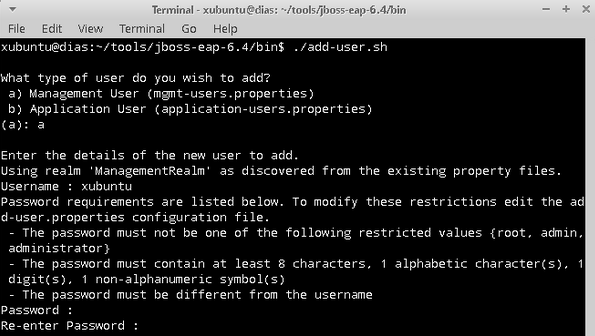 Terminal - xubuntu@dias: ~/tools/jboss-eap-6.4/bin
File Edit View Terminal Go Help
xubuntu@dias:~/tools/jboss-eap-6.4/bin$ ./add-user.sh
What type of user do you wish to add?
a) Management User (mgmt-users.properties)
b) Application User (application-users.properties)
(a): a
Enter the details of the new user to add.
Using realm 'ManagementRealm' as discovered from the existing property files.
Username : xubuntu
Password requirements are listed below. To modify these restrictions edit the ad
d-user.properties configuration file.
- The password must not be one of the following restricted values {root, admin,
administrator}
- The password must contain at least 8 characters, 1 alphabetic character(s), 1
digit(s), 1 non-alphanumeric symbol(s)
- The password must be different from the username
Password :
Re-enter Password :